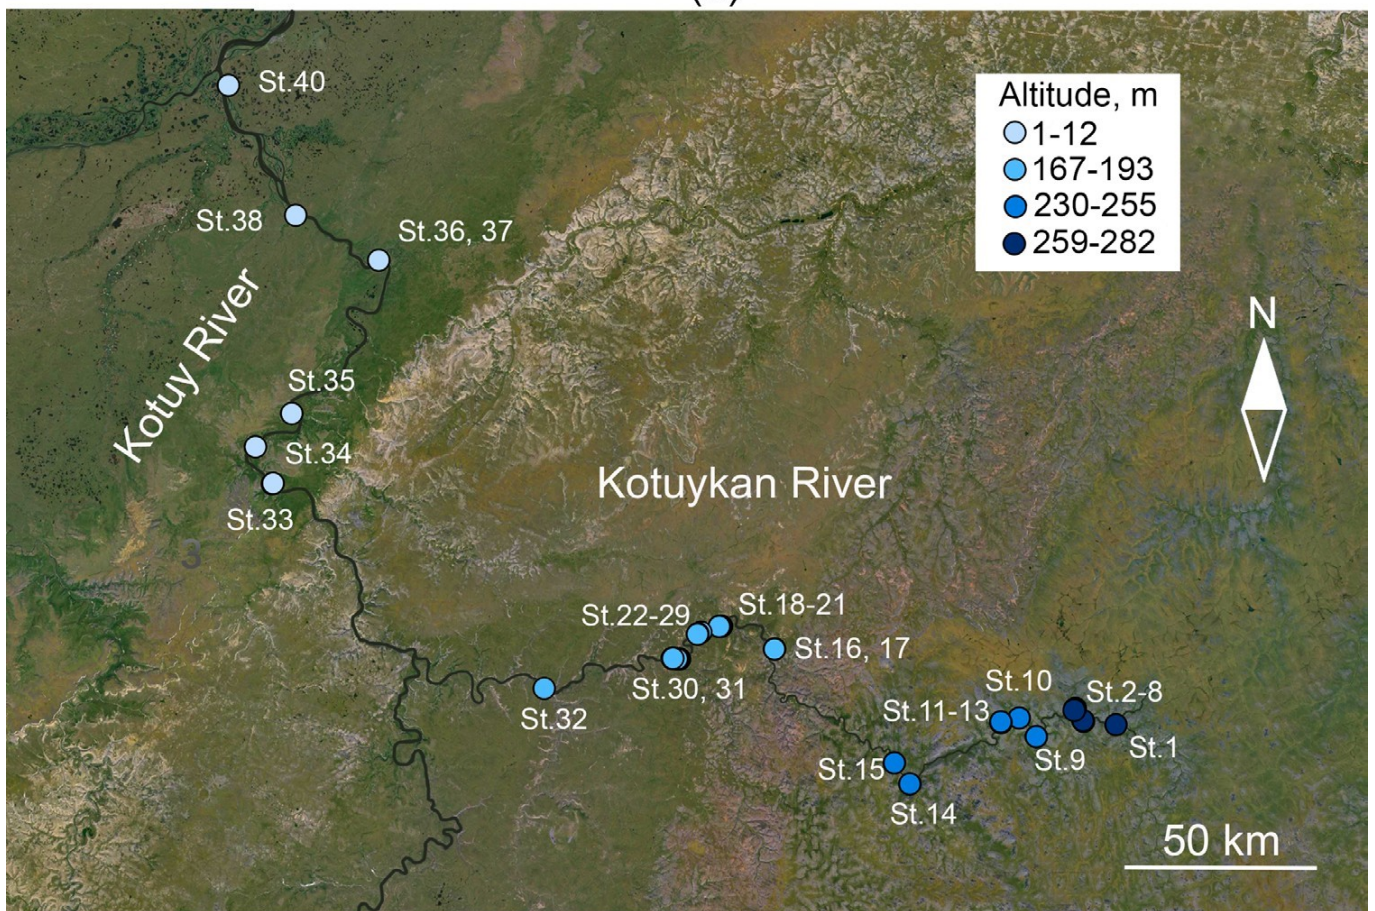 St.40
Altitude, m
1-12
167-193
230-255
259-282
St.38
St.36, 37
N
Kotuy River
St.35
St.34
Kotuykan River
St.33
3
St.22-29
St.18-21
St.16, 17
St.30, 31
St.32
St.10
St.2-8
St.11-13
St.1
St.9
St.15
St.14
50 km